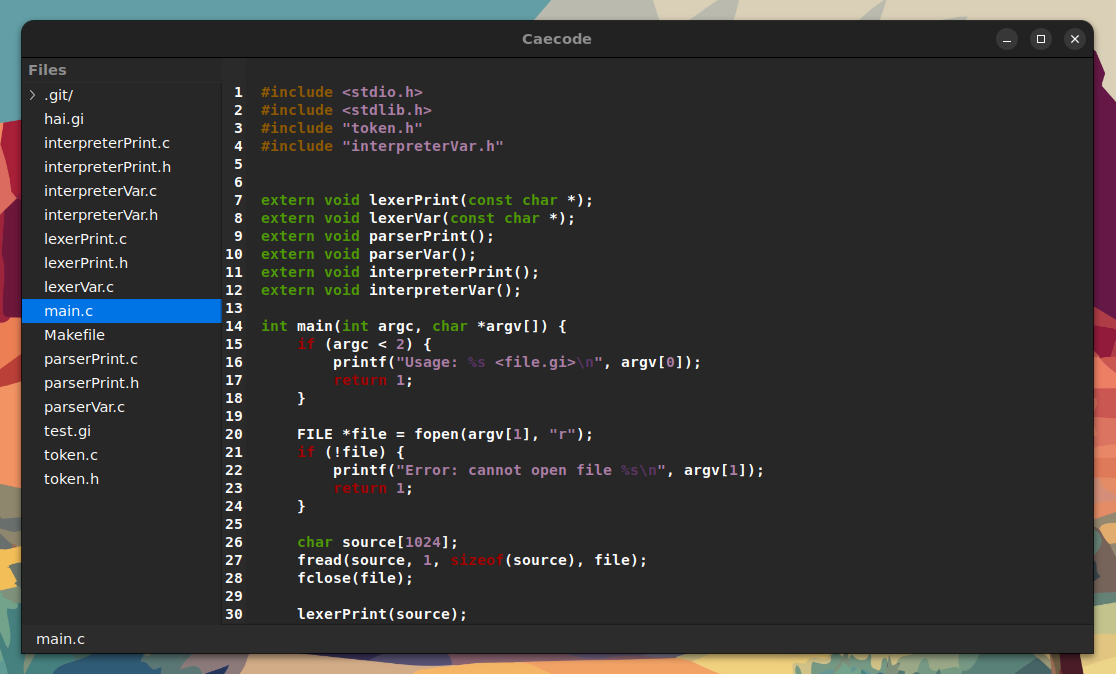 Caecode
Files
.git/
hai.gi
interpreterPrint.c
interpreterPrint.h
interpreterVar.c
interpreterVar.h
lexerPrint.c
lexerPrint.h
lexerVar.c
main.c
Makefile
parserPrint.c
parserPrint.h
parserVar.c
test.gi
token.c
token.h
1 #include <stdio.h>
2 #include <stdlib.h>
3 #include "token.h"
4 #include "interpreterVar.h"
5
6
7 extern void lexerPrint(const char *);
8 extern void lexerVar(const char *);
9 extern void parserPrint();
10 extern void parserVar();
11 extern void interpreterPrint();
12 extern void interpreterVar();
13
14 int main(int argc, char *argv[]) {
15     if (argc < 2) {
16         printf("Usage: %s <file.gi>\n", argv[0]);
17         return 1;
18     }
19
20     FILE *file = fopen(argv[1], "r");
21     if (!file) {
22         printf("Error: cannot open file %s\n", argv[1]);
23         return 1;
24     }
25
26     char source[1024];
27     fread(source, 1, sizeof(source), file);
28     fclose(file);
29
30     lexerPrint(source);
main.c